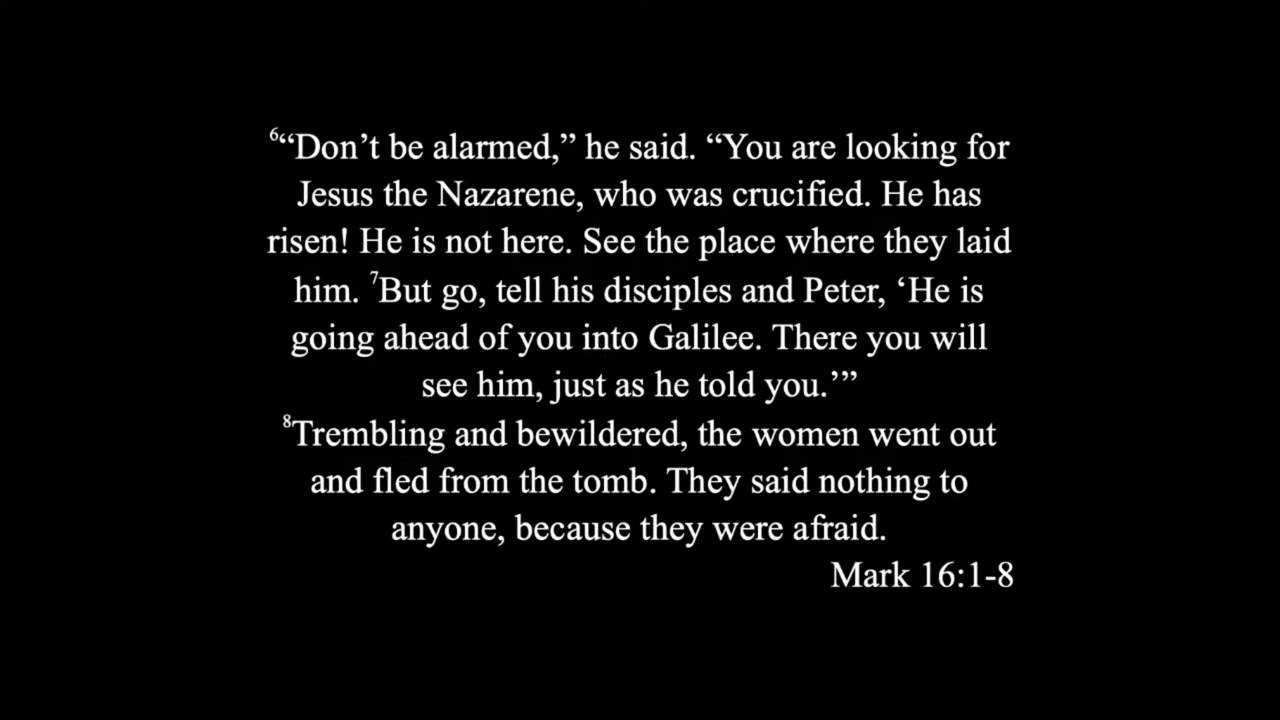 ⁶“Don’t be alarmed,” he said. “You are looking for
Jesus the Nazarene, who was crucified. He has
risen! He is not here. See the place where they laid
him. ⁷But go, tell his disciples and Peter, ‘He is
going ahead of you into Galilee. There you will
see him, just as he told you.’”
⁸Trembling and bewildered, the women went out
and fled from the tomb. They said nothing to
anyone, because they were afraid.
Mark 16:1-8